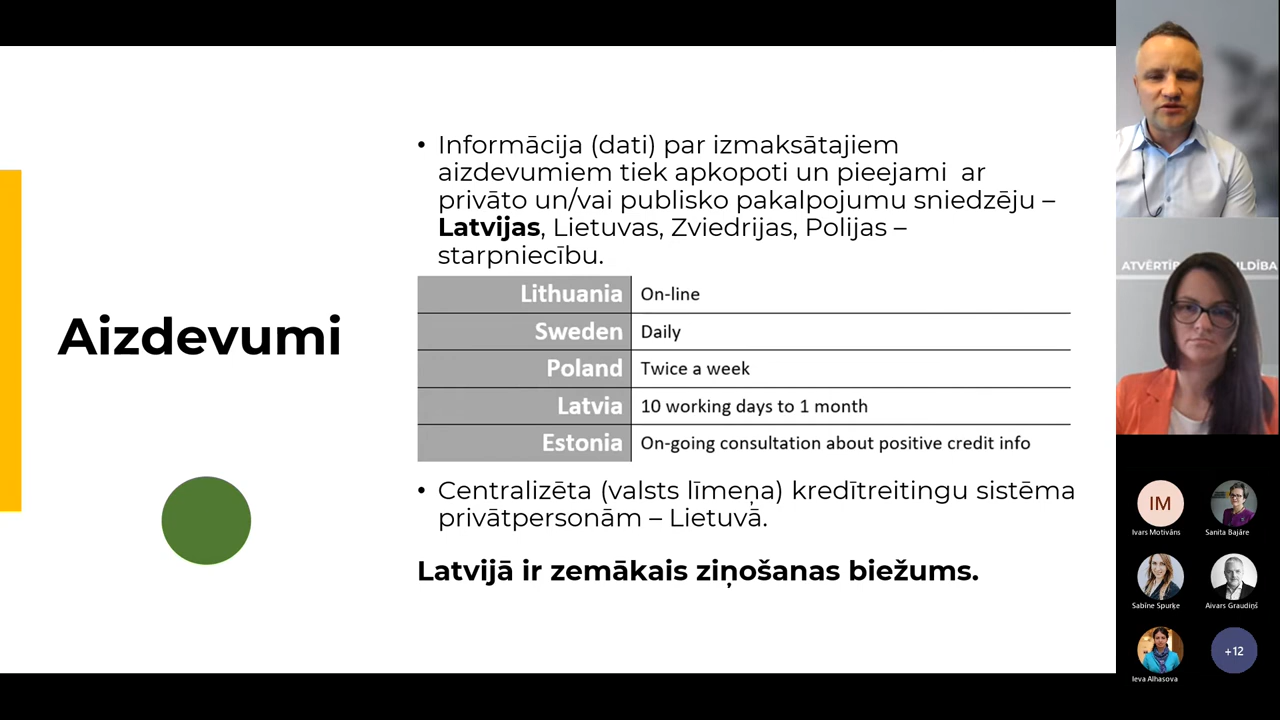 Aizdevumi
• Informācija (dati) par izmaksātajiem
aizdevumiem tiek apkopoti un pieejami ar
privāto un/vai publisko pakalpojumu sniedzēju –
Latvijas, Lietuvas, Zviedrijas, Polijas –
starpniecību.
Lithuania On-line
Sweden Daily
Poland Twice a week
Latvia 10 working days to 1 month
Estonia On-going consultation about positive credit info
• Centralizēta (valsts līmeņa) kredītreitingu sistēma
privātpersonām – Lietuvā.
Latvijā ir zemākais ziņošanas biežums.
IM
Ivars Motivāns
Sanita Bajāre
Sabīne Spurķe
Aivars Graudiņš
Ieva Alhasova
+12